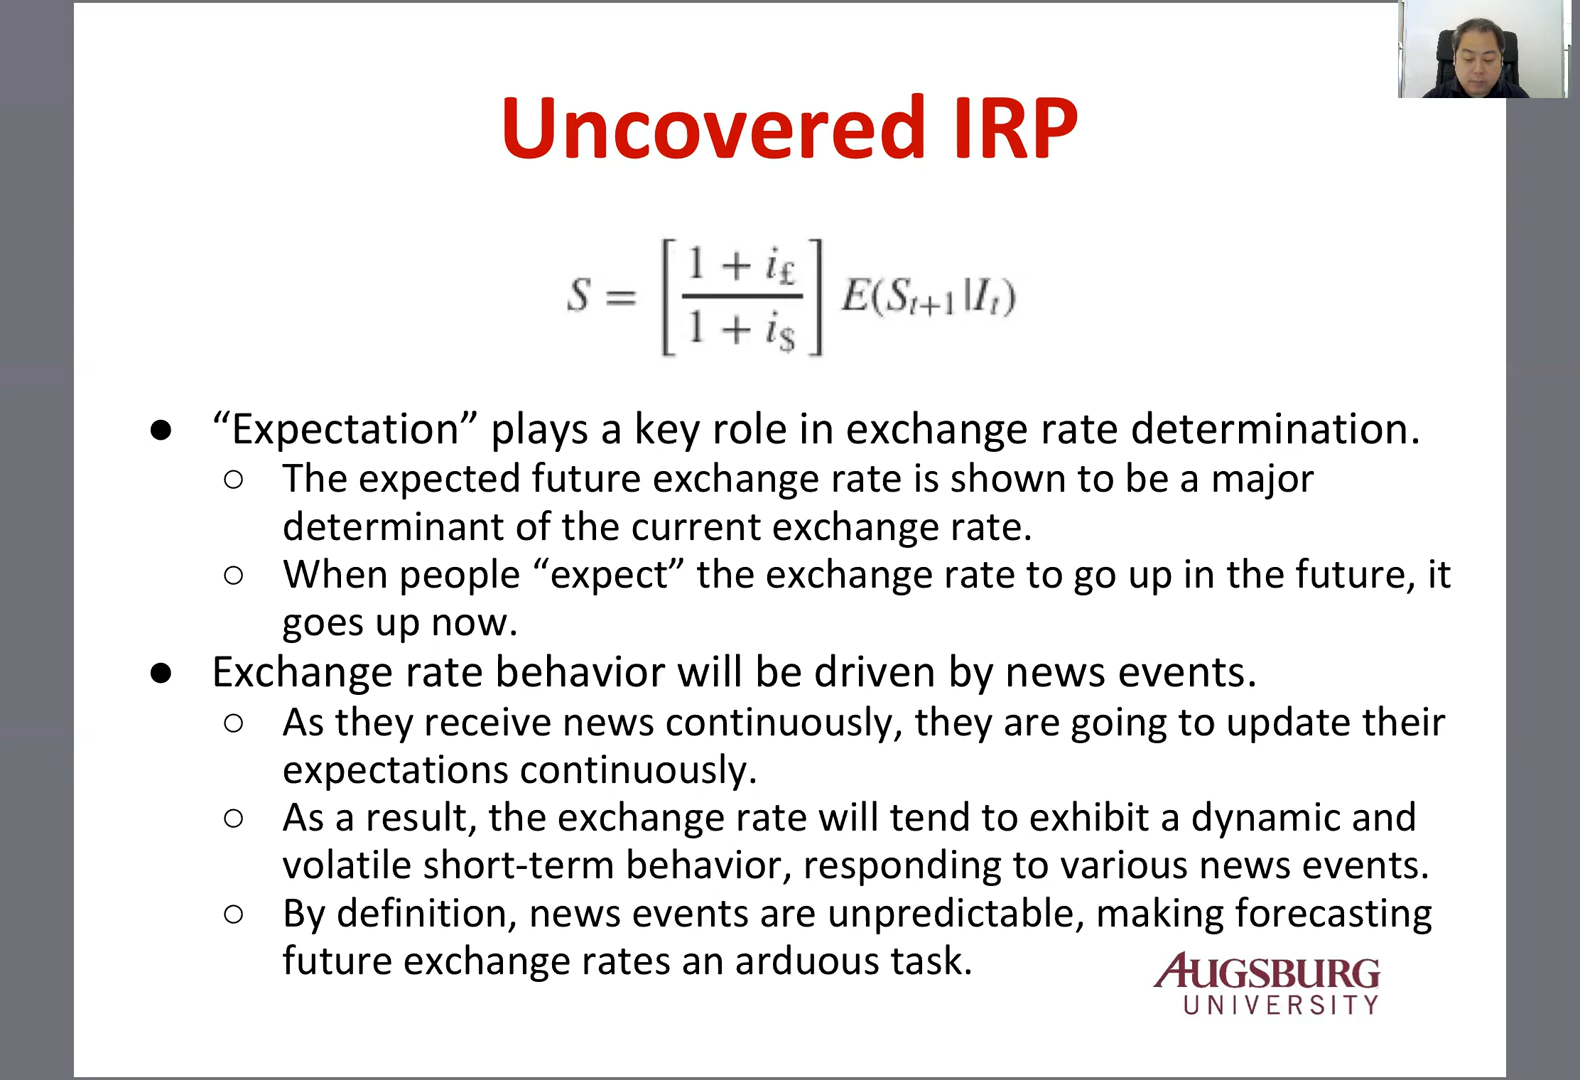 Uncovered IRP
S = [ (1 + i£) / (1 + i$) ] E(St+1|It)
● “Expectation” plays a key role in exchange rate determination.
○ The expected future exchange rate is shown to be a major
determinant of the current exchange rate.
○ When people “expect” the exchange rate to go up in the future, it
goes up now.
● Exchange rate behavior will be driven by news events.
○ As they receive news continuously, they are going to update their
expectations continuously.
○ As a result, the exchange rate will tend to exhibit a dynamic and
volatile short-term behavior, responding to various news events.
○ By definition, news events are unpredictable, making forecasting
future exchange rates an arduous task.
AUGSBURG
UNIVERSITY